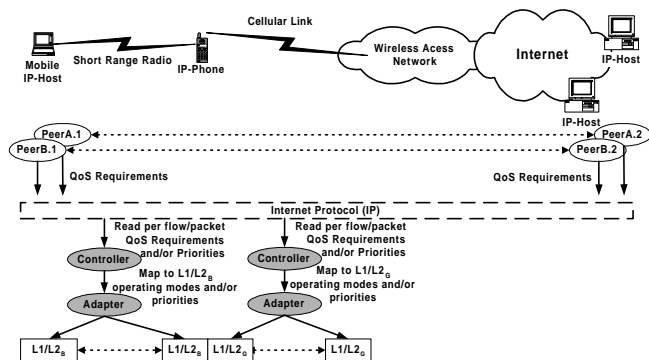 Cellular Link
Mobile
IP-Host
Short Range Radio
IP-Phone
Wireless Acess
Network
Internet
IP-Host
IP-Host
PeerA.1
PeerB.1
PeerA.2
PeerB.2
QoS Requirements
QoS Requirements
Internet Protocol (IP)
Read per flow/packet
QoS Requirements
and/or Priorities
Controller
Map to L1/L2B
operating modes and/or
priorities
Adapter
Read per flow/packet
QoS Requirements
and/or Priorities
Controller
Map to L1/L2G
operating modes and/or
priorities
Adapter
L1/L2B
L1/L2B
L1/L2G
L1/L2G